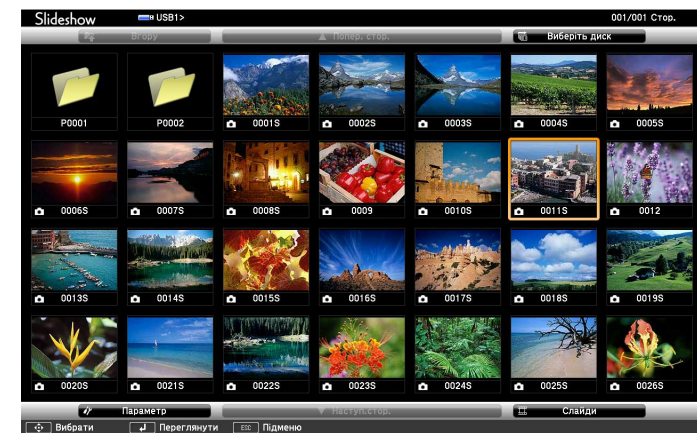 Slideshow USB1> 001/001 Стор.
Вгору Попер. стор. Виберіть диск
P0001 P0002 0001S 0002S 0003S 0004S 0005S
0006S 0007S 0008S 0009 0010S 0011S 0012
0013S 0014S 0015S 0016S 0017S 0018S 0019S
0020S 0021S 0022S 0023S 0024S 0025S 0026S
Параметр Наступ.стор. Слайди
Вибрати Переглянути ESC Підменю